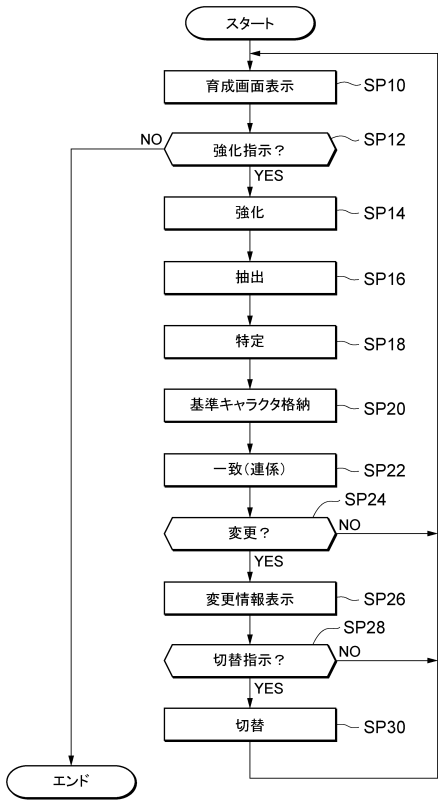 スタート
育成画面表示
SP10
NO
強化指示？
SP12
YES
強化
SP14
抽出
SP16
特定
SP18
基準キャラクタ格納
SP20
一致(連係)
SP22
SP24
変更？
NO
YES
変更情報表示
SP26
SP28
切替指示？
NO
YES
切替
SP30
エンド